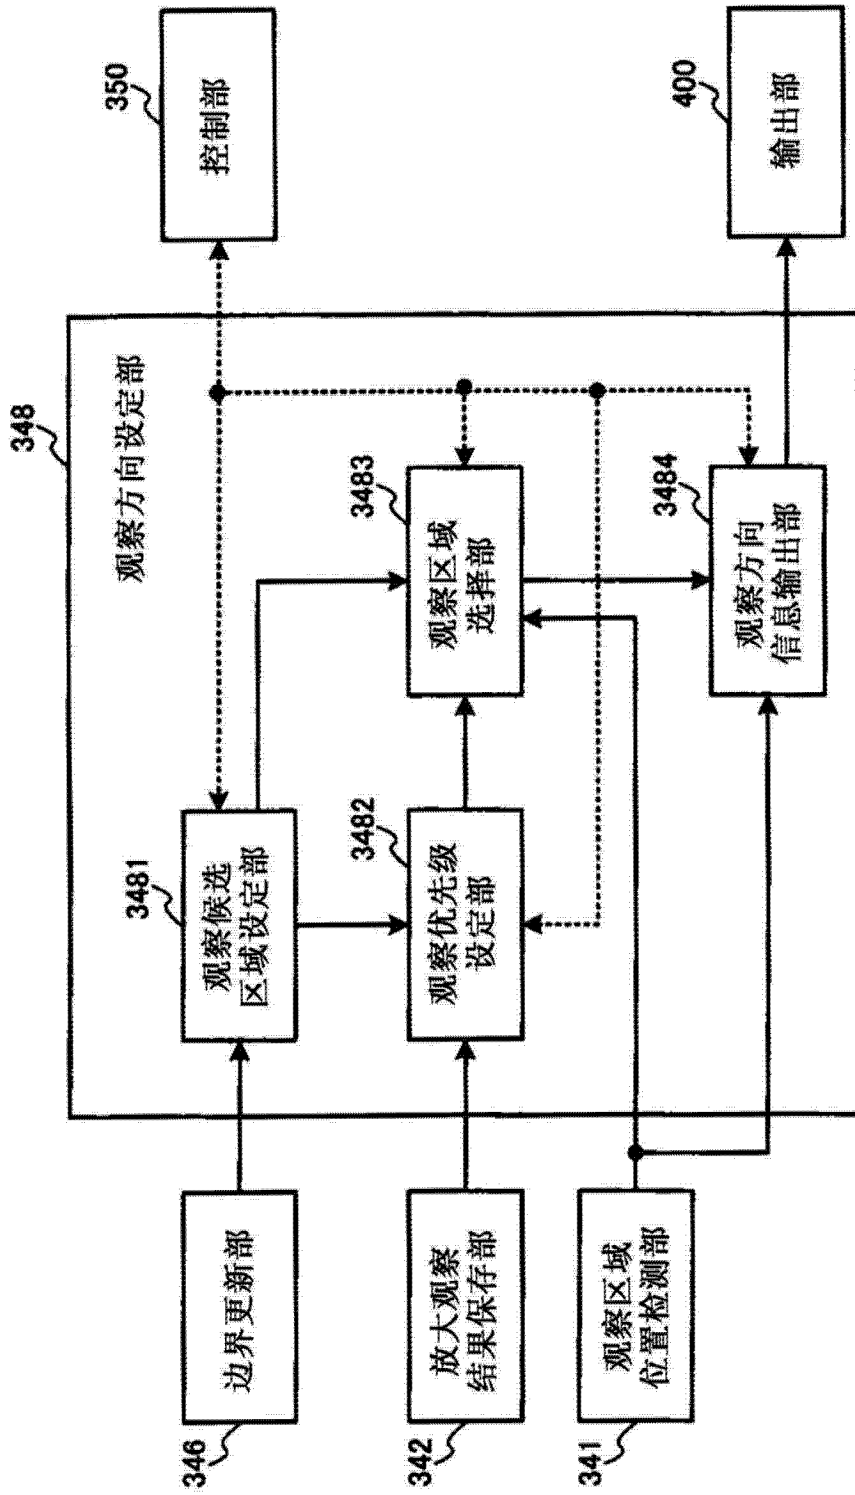 348
观察方向设定部
346
边界更新部
3481
观察候选
区域设定部
350
控制部
342
放大观察
结果保存部
3482
观察优先级
设定部
3483
观察区域
选择部
341
观察区域
位置检测部
3484
观察方向
信息输出部
400
输出部